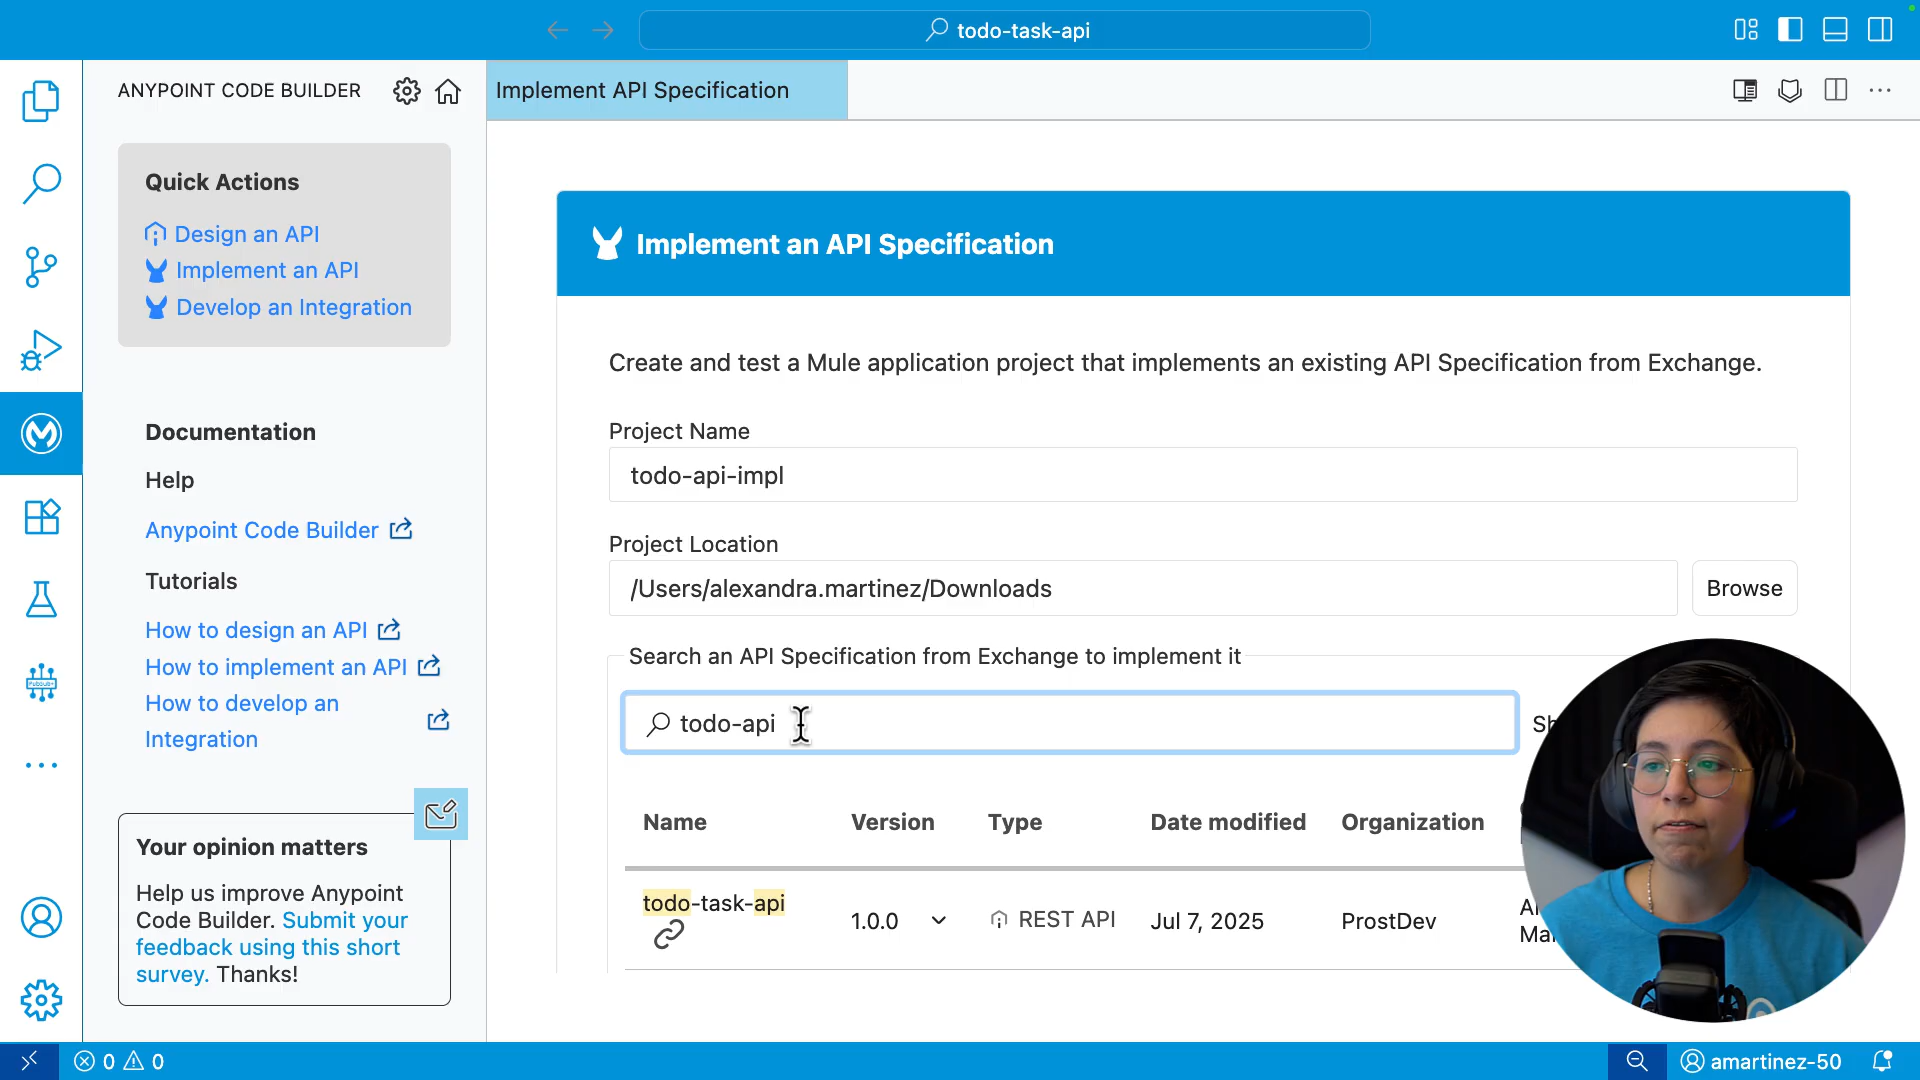 todo-task-api
ANYPOINT CODE BUILDER
Implement API Specification
Quick Actions
Design an API
Implement an API
Develop an Integration
Documentation
Help
Anypoint Code Builder
Tutorials
How to design an API
How to implement an API
How to develop an
Integration
Your opinion matters
Help us improve Anypoint
Code Builder. Submit your
feedback using this short
survey. Thanks!
Implement an API Specification
Create and test a Mule application project that implements an existing API Specification from Exchange.
Project Name
todo-api-impl
Project Location
/Users/alexandra.martinez/Downloads
Browse
Search an API Specification from Exchange to implement it
todo-api
Name Version Type Date modified Organization
todo-task-api
1.0.0 REST API Jul 7, 2025 ProstDev
0 0
amartinez-50